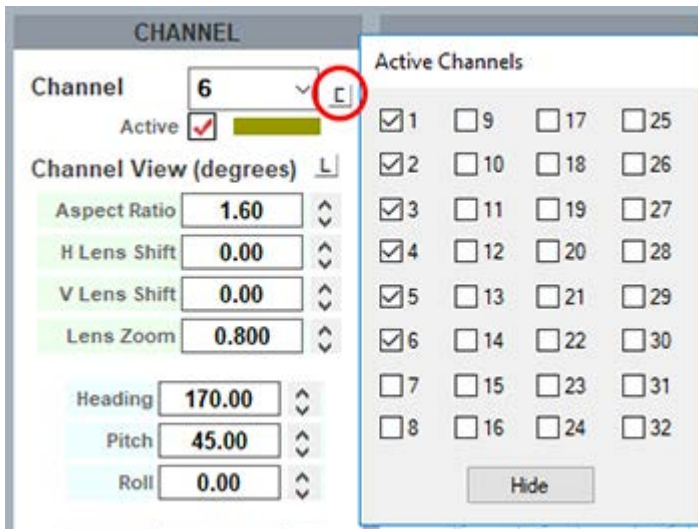 CHANNEL
Channel 6 C
Active
Channel View (degrees) L
Aspect Ratio 1.60
H Lens Shift 0.00
V Lens Shift 0.00
Lens Zoom 0.800
Heading 170.00
Pitch 45.00
Roll 0.00
Active Channels
1 9 17 25
2 10 18 26
3 11 19 27
4 12 20 28
5 13 21 29
6 14 22 30
7 15 23 31
8 16 24 32
Hide